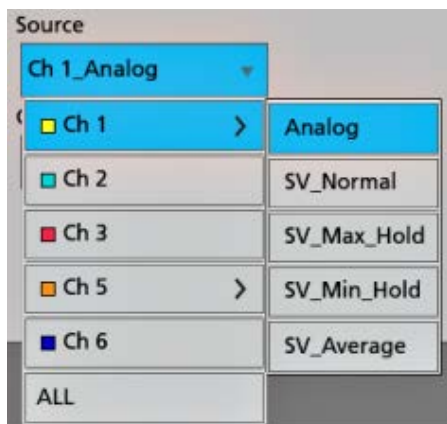 Source
Ch 1_Analog
Ch 1
Analog
Ch 2
SV_Normal
Ch 3
SV_Max_Hold
Ch 5
SV_Min_Hold
Ch 6
SV_Average
ALL